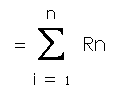 n
= ∑ Rn
i = 1